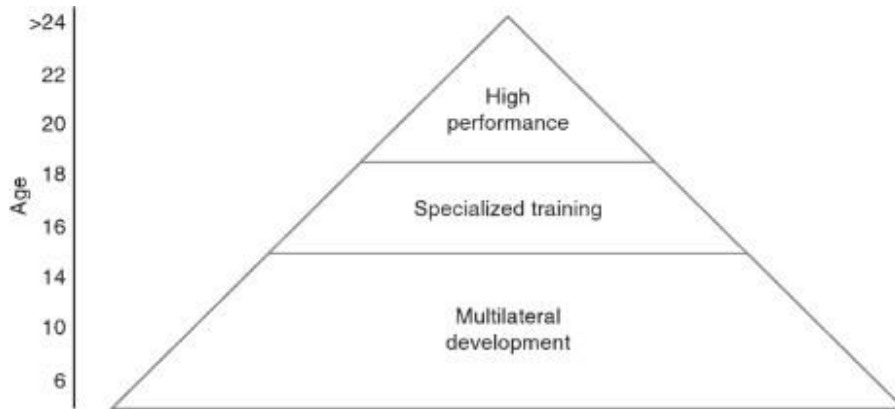 >24
22
20
18
16
14
10
6
Age
High
performance
Specialized training
Multilateral
development